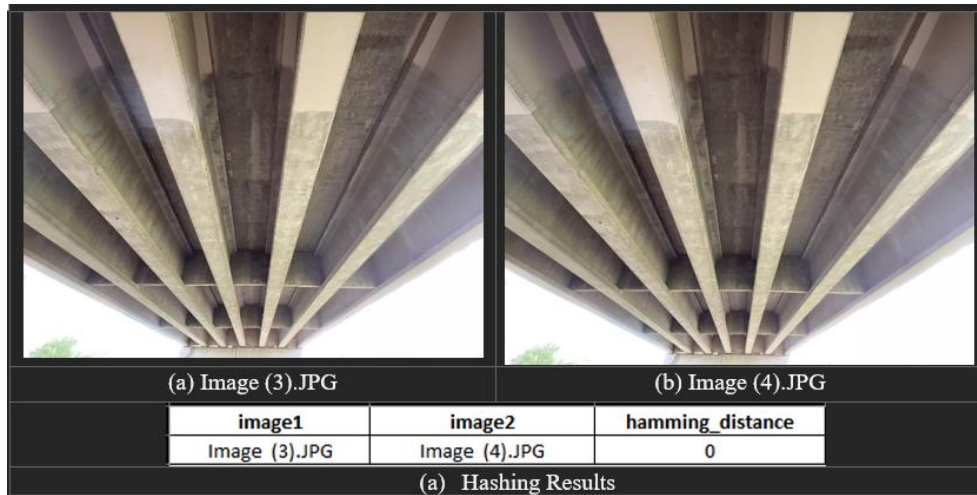 (a) Image (3).JPG
(b) Image (4).JPG
image1 image2 hamming_distance
Image (3).JPG Image (4).JPG 0
(a) Hashing Results